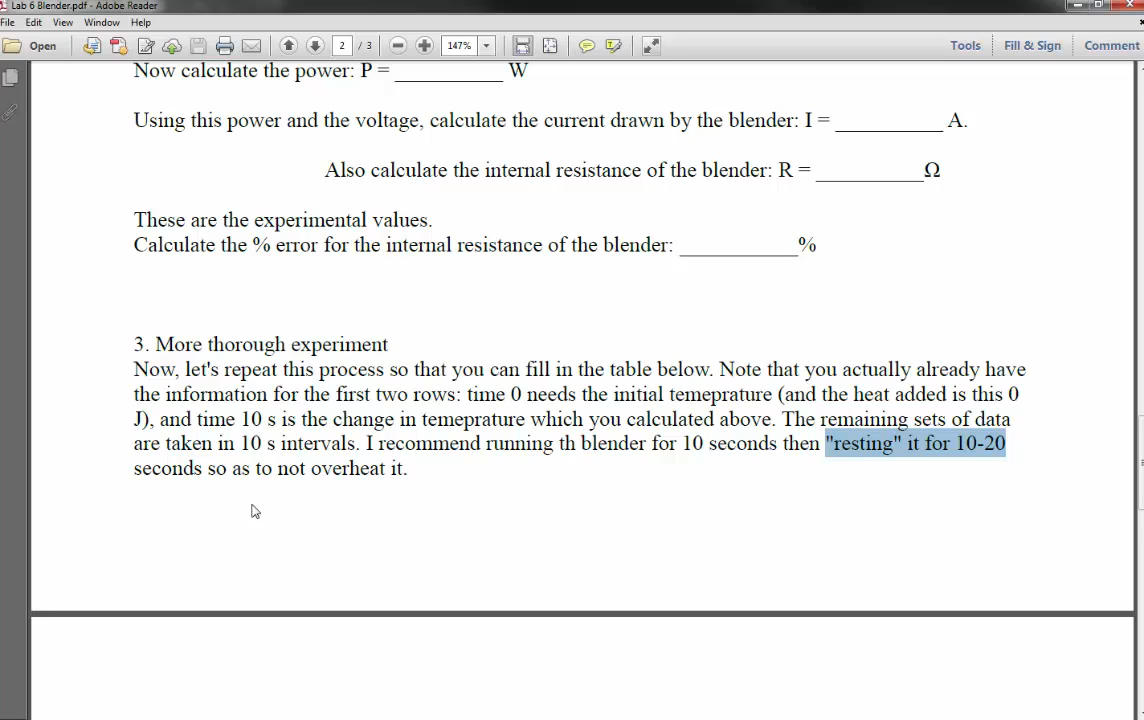 Lab 6 Blender.pdf - Adobe Reader
File Edit View Window Help
Open 2 / 3 147% Tools Fill & Sign Comment
Now calculate the power: P = __________ W
Using this power and the voltage, calculate the current drawn by the blender: I = __________ A.
Also calculate the internal resistance of the blender: R = __________Ω
These are the experimental values.
Calculate the % error for the internal resistance of the blender: ___________%
3. More thorough experiment
Now, let's repeat this process so that you can fill in the table below. Note that you actually already have
the information for the first two rows: time 0 needs the initial temeprature (and the heat added is this 0
J), and time 10 s is the change in temeprature which you calculated above. The remaining sets of data
are taken in 10 s intervals. I recommend running th blender for 10 seconds then "resting" it for 10-20
seconds so as to not overheat it.